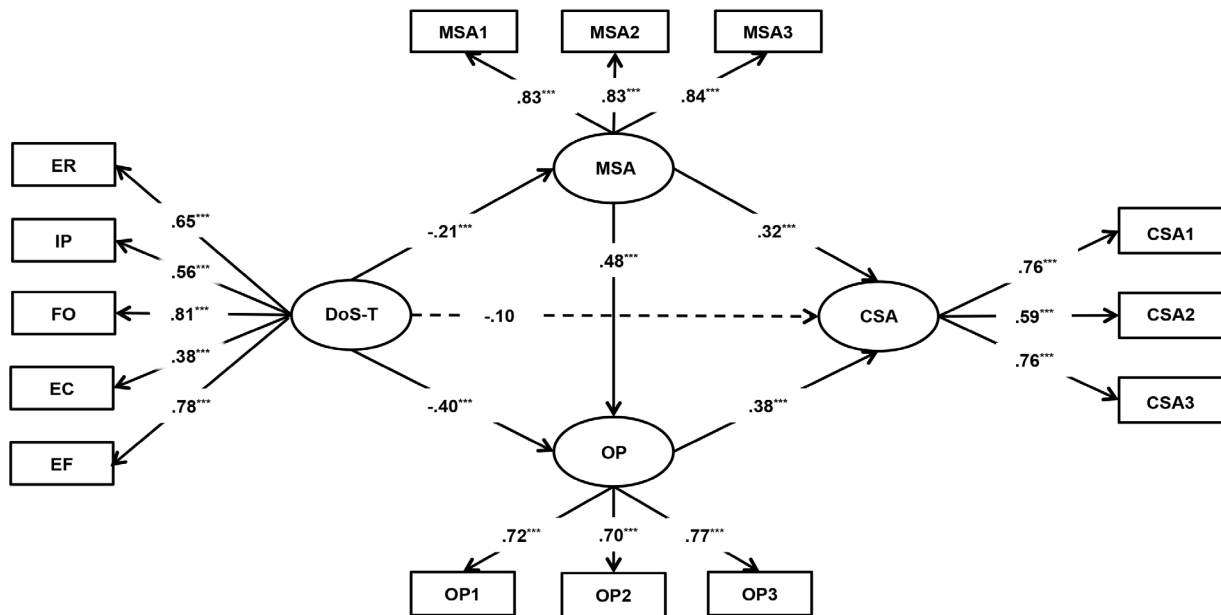 MSA1 MSA2 MSA3
.83*** .83*** .84***
ER
MSA
.65***
IP
-.21*** .32***
CSA1
.56***
.48***
.76***
FO .81*** DoS-T -.10 CSA .59*** CSA2
.38***
.76***
EC
CSA3
.78*** -.40*** .38***
EF
OP
.72*** .70*** .77***
OP1 OP2 OP3